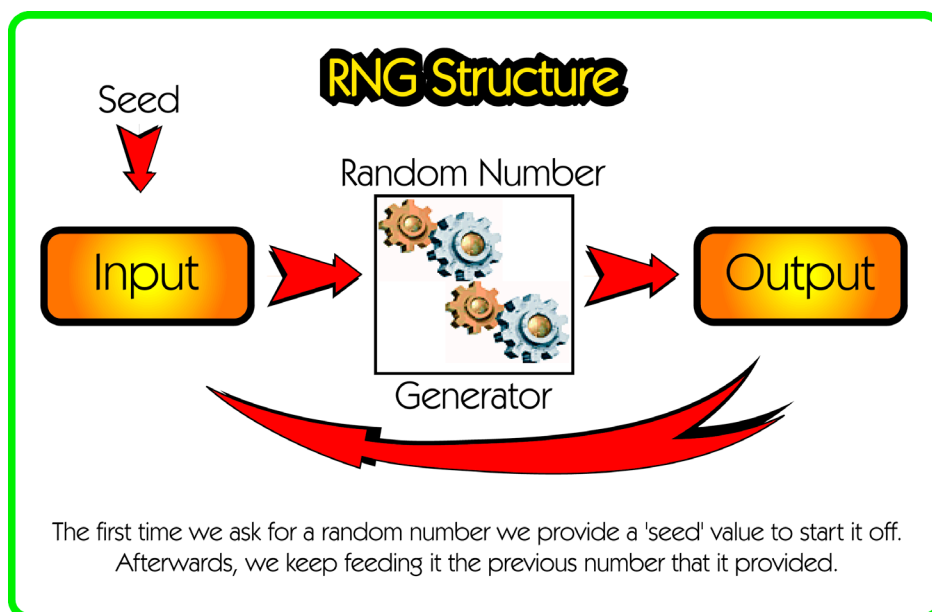 RNG Structure
Seed
Random Number
Input
Output
Generator
The first time we ask for a random number we provide a 'seed' value to start it off.
Afterwards, we keep feeding it the previous number that it provided.